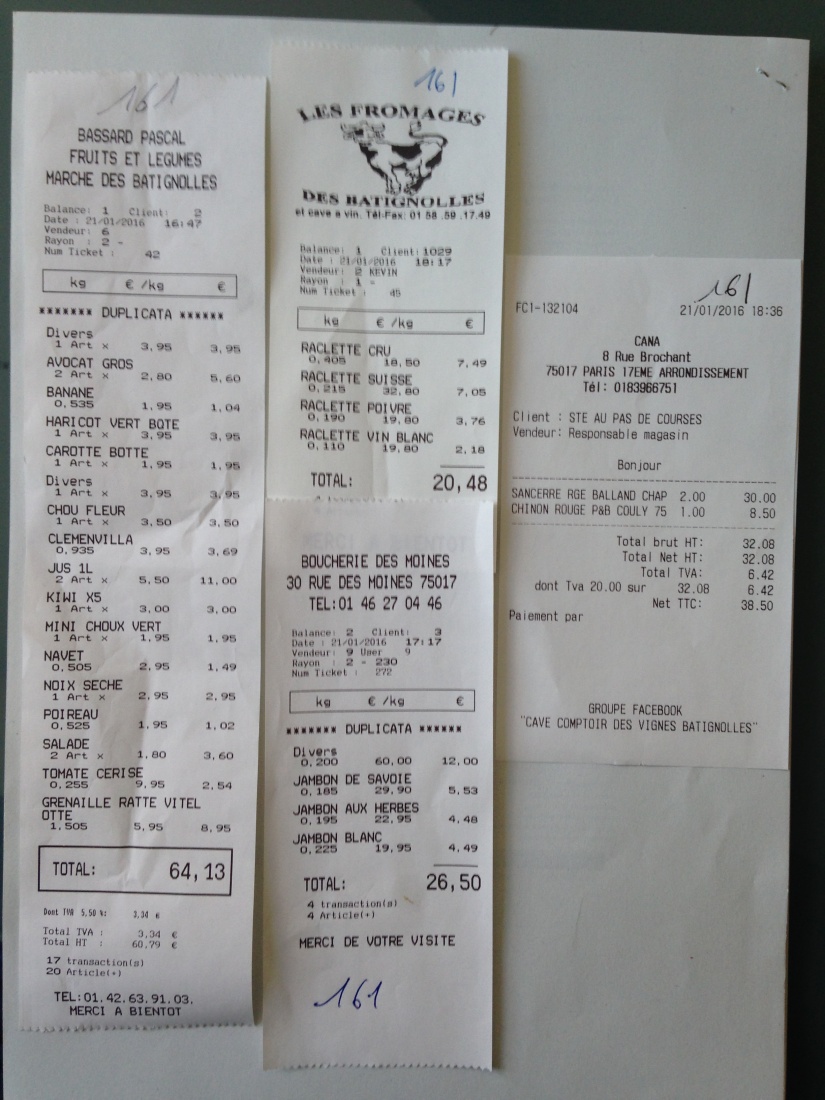 161
BASSARD PASCAL
FRUITS ET LEGUMES
MARCHE DES BATIGNOLLES
Balance: 1 Client: 2
Date : 21/01/2016 16:47
Vendeur: 6
Rayon : 2 -
Num Ticket : 42
kg € /kg €
******* DUPLICATA ******
Divers
1 Art x 3,95 3,95
AVOCAT GROS
2 Art x 2,80 5,60
BANANE
0,535 1,95 1,04
HARICOT VERT BOTE
1 Art x 3,95 3,95
CAROTTE BOTTE
1 Art x 1,95 1,95
Divers
1 Art x 3,95 3,95
CHOU FLEUR
1 Art x 3,50 3,50
CLEMENVILLA
0,935 3,95 3,69
JUS 1L
2 Art x 5,50 11,00
KIWI X5
1 Art x 3,00 3,00
MINI CHOUX VERT
1 Art x 1,95 1,95
NAVET
0,505 2,95 1,49
NOIX SECHE
1 Art x 2,95 2,95
POIREAU
0,525 1,95 1,02
SALADE
2 Art x 1,80 3,60
TOMATE CERISE
0,255 9,95 2,54
GRENAILLE RATTE VITEL
OTTE
1,505 5,95 8,95
TOTAL: 64,13
Dont TVA 5,50 %: 3,34 €
Total TVA : 3,34 €
Total HT : 60,79 €
17 transaction(s)
20 Article(+)
TEL:01.42.63.91.03.
MERCI A BIENTOT
161
LES FROMAGES
DES BATIGNOLLES
et cave a vin. Tél-Fax: 01 58 .59 .17.49
Balance: 1 Client: 1029
Date : 21/01/2016 18:17
Vendeur: 2 KEVIN
Rayon : 1 -
Num Ticket : 45
kg € /kg €
RACLETTE CRU
0,405 18,50 7,49
RACLETTE SUISSE
0,215 32,80 7,05
RACLETTE POIVRE
0,190 19,80 3,76
RACLETTE VIN BLANC
0,110 19,80 2,18
TOTAL: 20,48
BOUCHERIE DES MOINES
30 RUE DES MOINES 75017
TEL:01 46 27 04 46
Balance: 2 Client: 3
Date : 21/01/2016 17:17
Vendeur: 9 User 9
Rayon : 2 - 230
Num Ticket : 272
kg € /kg €
******* DUPLICATA ******
Divers
0,200 60,00 12,00
JAMBON DE SAVOIE
0,185 29,90 5,53
JAMBON AUX HERBES
0,195 22,95 4,48
JAMBON BLANC
0,225 19,95 4,49
TOTAL: 26,50
4 transaction(s)
4 Article(+)
MERCI DE VOTRE VISITE
161
161
FC1-132104 21/01/2016 18:36
CANA
8 Rue Brochant
75017 PARIS 17EME ARRONDISSEMENT
Tél: 0183966751
Client : STE AU PAS DE COURSES
Vendeur: Responsable magasin
Bonjour
SANCERRE RGE BALLAND CHAP 2.00 30.00
CHINON ROUGE P&B COULY 75 1.00 8.50
Total brut HT: 32.08
Total Net HT: 32.08
Total TVA: 6.42
dont Tva 20.00 sur 32.08 6.42
Net TTC: 38.50
Paiement par
GROUPE FACEBOOK
"CAVE COMPTOIR DES VIGNES BATIGNOLLES"